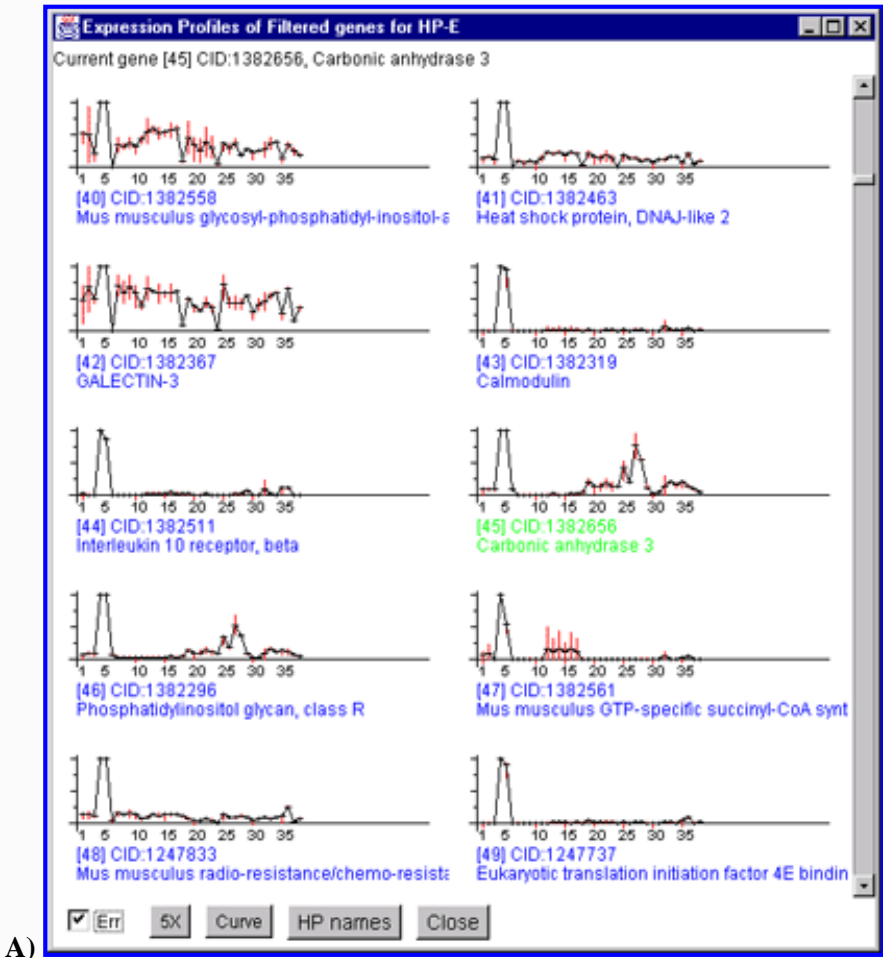 Expression Profiles of Filtered genes for HP-E
Current gene [45] CID:1382656, Carbonic anhydrase 3
1 5 10 15 20 25 30 35
[40] CID:1382558
Mus musculus glycosyl-phosphatidyl-inositol-a
1 5 10 15 20 25 30 35
[41] CID:1382463
Heat shock protein, DNAJ-like 2
1 5 10 15 20 25 30 35
[42] CID:1382367
GALECTIN-3
1 5 10 15 20 25 30 35
[43] CID:1382319
Calmodulin
1 5 10 15 20 25 30 35
[44] CID:1382511
Interleukin 10 receptor, beta
1 5 10 15 20 25 30 35
[45] CID:1382656
Carbonic anhydrase 3
1 5 10 15 20 25 30 35
[46] CID:1382296
Phosphatidylinositol glycan, class R
1 5 10 15 20 25 30 35
[47] CID:1382561
Mus musculus GTP-specific succinyl-CoA synt
1 5 10 15 20 25 30 35
[48] CID:1247833
Mus musculus radio-resistance/chemo-resista
1 5 10 15 20 25 30 35
[49] CID:1247737
Eukaryotic translation initiation factor 4E bindin
Err 5X Curve HP names Close
A)